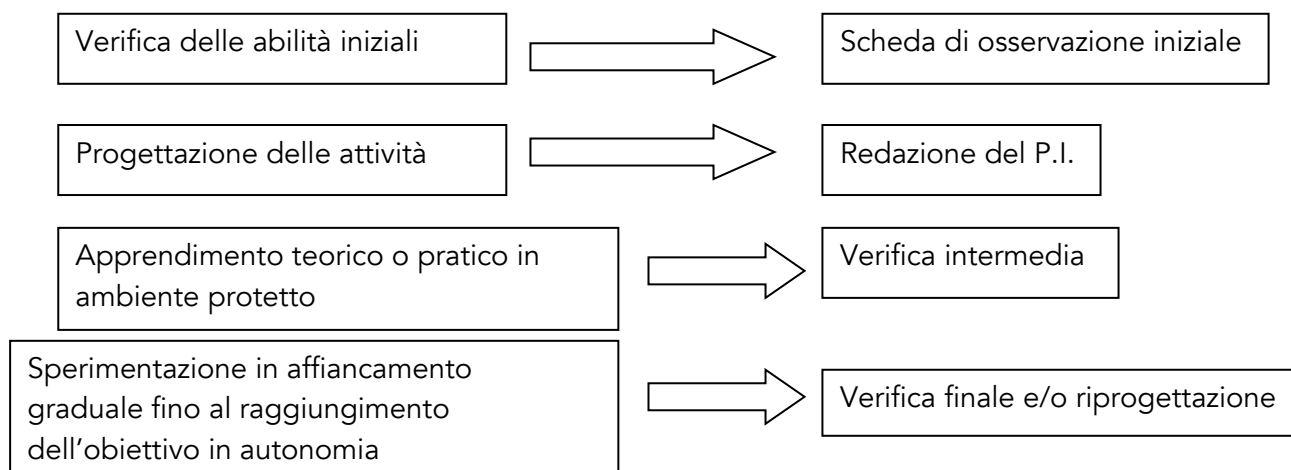 Verifica delle abilità iniziali
Scheda di osservazione iniziale
Progettazione delle attività
Redazione del P.I.
Apprendimento teorico o pratico in
ambiente protetto
Verifica intermedia
Sperimentazione in affiancamento
graduale fino al raggiungimento
dell’obiettivo in autonomia
Verifica finale e/o riprogettazione